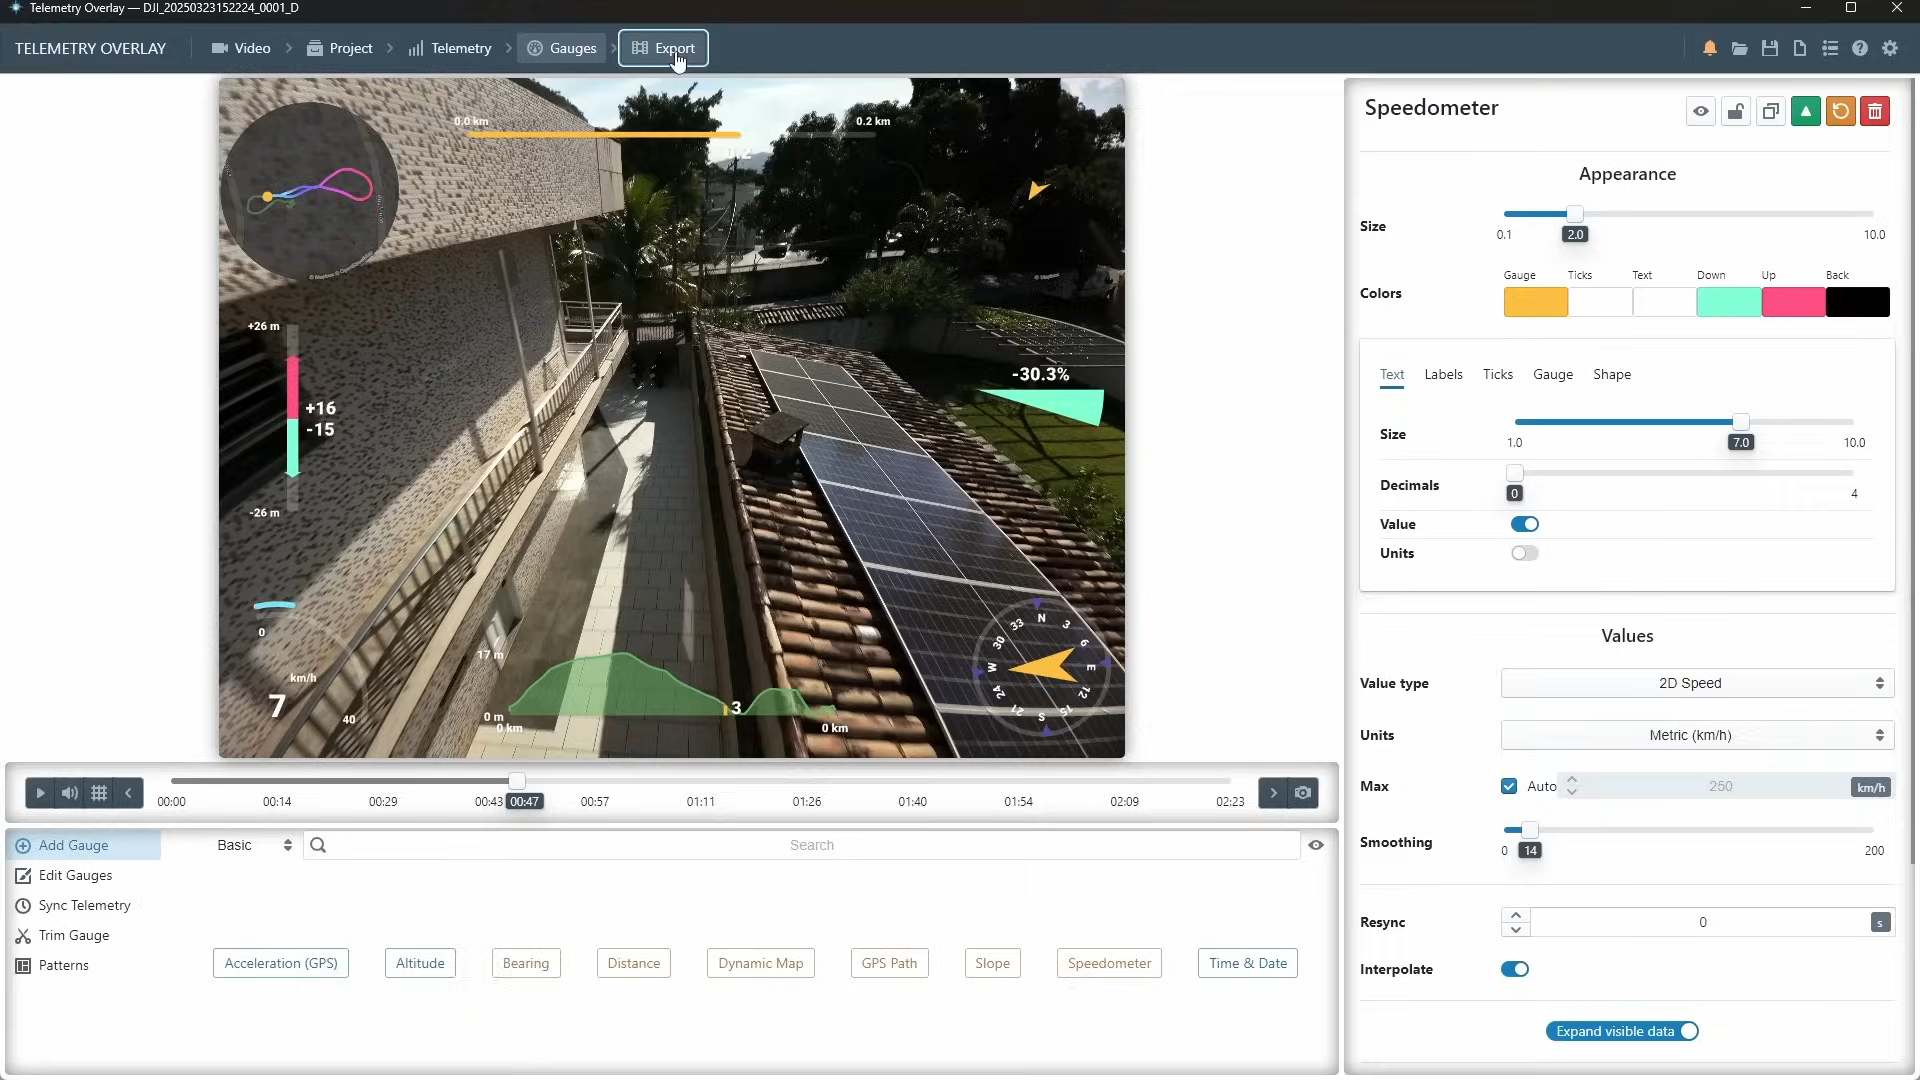 Telemetry Overlay — DJI_20250323152224_0001_D
TELEMETRY OVERLAY
Video
Project
Telemetry
Gauges
Export
0.0 km
0.2 km
+26 m
+16
-15
-26 m
-30.3%
0
km/h
7
40
17 m
0 m
0 km
3
0 km
N
3
6
E
12
15
S
21
24
W
30
33
00:00
00:14
00:29
00:43
00:47
00:57
01:11
01:26
01:40
01:54
02:09
02:23
Add Gauge
Edit Gauges
Sync Telemetry
Trim Gauge
Patterns
Basic
Search
Acceleration (GPS)
Altitude
Bearing
Distance
Dynamic Map
GPS Path
Slope
Speedometer
Time & Date
Speedometer
Appearance
Size
0.1
2.0
10.0
Colors
Gauge
Ticks
Text
Down
Up
Back
Text
Labels
Ticks
Gauge
Shape
Size
1.0
7.0
10.0
Decimals
0
4
Value
Units
Values
Value type
2D Speed
Units
Metric (km/h)
Max
Auto
250
km/h
Smoothing
0
14
200
Resync
0
s
Interpolate
Expand visible data